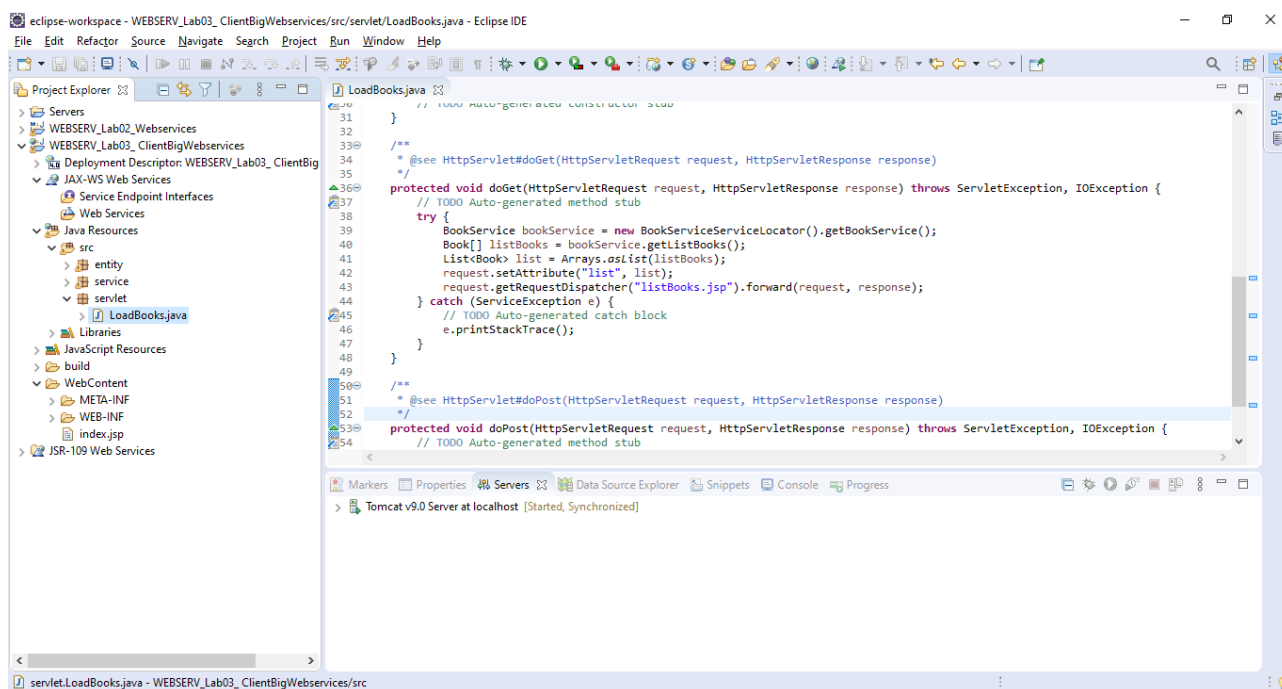 eclipse-workspace - WEBSERV_Lab03_ ClientBigWebservices/src/servlet/LoadBooks.java - Eclipse IDE
File Edit Refactor Source Navigate Search Project Run Window Help
Project Explorer
Servers
WEBSERV_Lab02_Webservices
WEBSERV_Lab03_ ClientBigWebservices
Deployment Descriptor: WEBSERV_Lab03_ ClientBig
JAX-WS Web Services
Service Endpoint Interfaces
Web Services
Java Resources
src
entity
service
servlet
LoadBooks.java
Libraries
JavaScript Resources
build
WebContent
META-INF
WEB-INF
index.jsp
JSR-109 Web Services
LoadBooks.java
30 // TODO Auto-generated constructor stub
31 }
32
33 /**
34 * @see HttpServlet#doGet(HttpServletRequest request, HttpServletResponse response)
35 */
36 protected void doGet(HttpServletRequest request, HttpServletResponse response) throws ServletException, IOException {
37 // TODO Auto-generated method stub
38 try {
39 BookService bookService = new BookServiceServiceLocator().getBookService();
40 Book[] listBooks = bookService.getListBooks();
41 List<Book> list = Arrays.asList(listBooks);
42 request.setAttribute("list", list);
43 request.getRequestDispatcher("listBooks.jsp").forward(request, response);
44 } catch (ServiceException e) {
45 // TODO Auto-generated catch block
46 e.printStackTrace();
47 }
48 }
49
50 /**
51 * @see HttpServlet#doPost(HttpServletRequest request, HttpServletResponse response)
52 */
53 protected void doPost(HttpServletRequest request, HttpServletResponse response) throws ServletException, IOException {
54 // TODO Auto-generated method stub
Markers Properties Servers Data Source Explorer Snippets Console Progress
Tomcat v9.0 Server at localhost [Started, Synchronized]
servlet.LoadBooks.java - WEBSERV_Lab03_ ClientBigWebservices/src